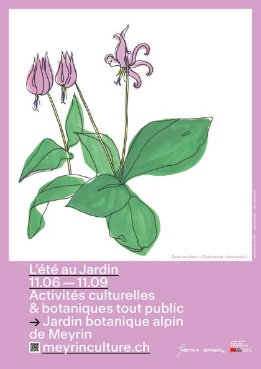 L'été au Jardin
11.06 — 11.09
Activités culturelles
& botaniques tout public
→ Jardin botanique alpin
de Meyrin
meyrinculture.ch